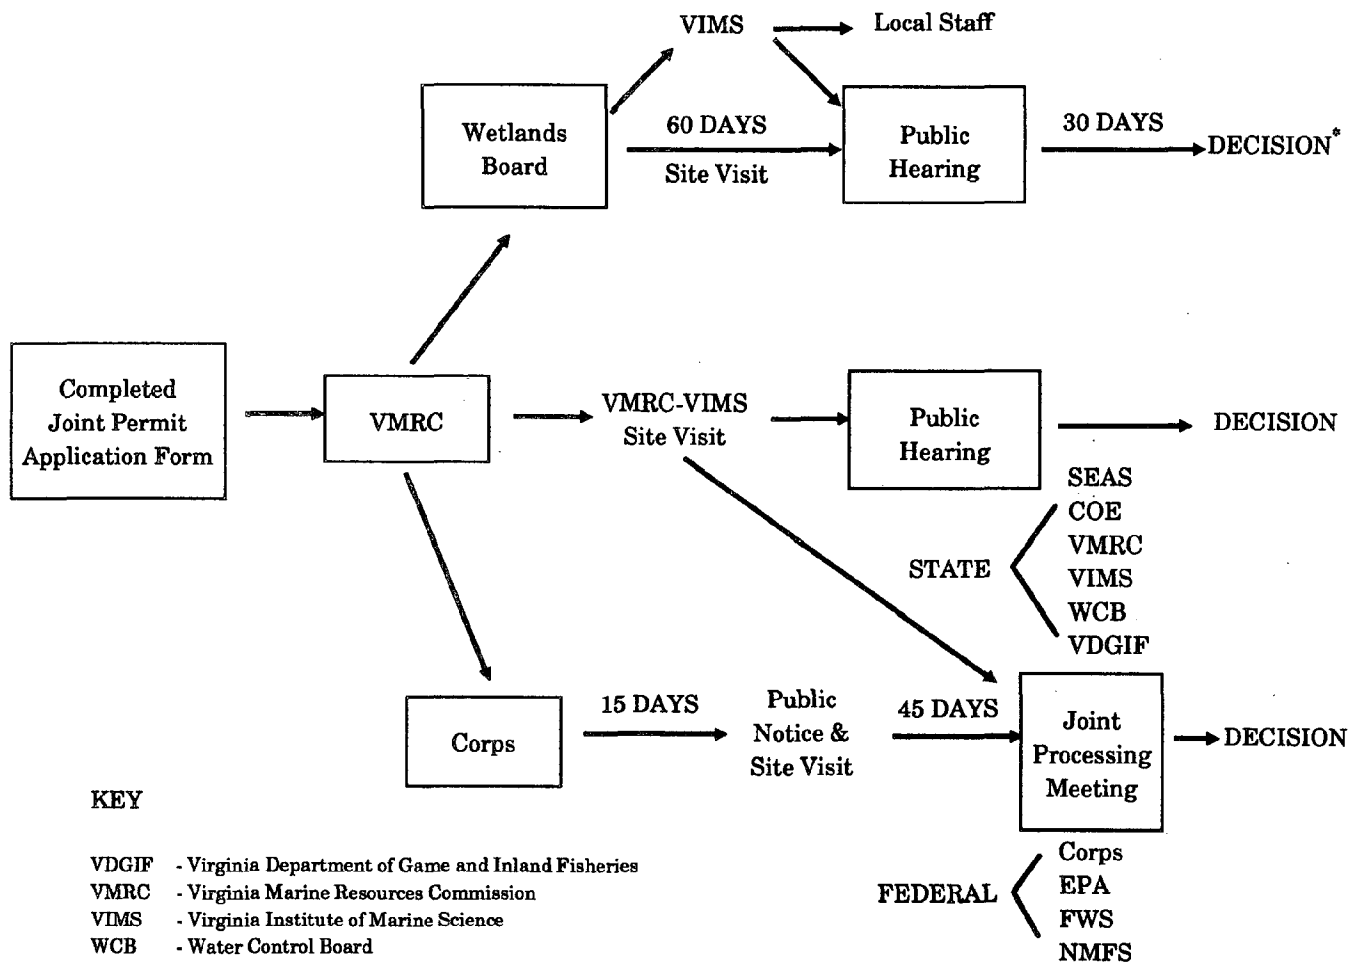 VIMS
Local Staff
Wetlands
Board
60 DAYS
Site Visit
Public
Hearing
30 DAYS
DECISION*
Completed
Joint Permit
Application Form
VMRC
VMRC-VIMS
Site Visit
Public
Hearing
DECISION
STATE
SEAS
COE
VMRC
VIMS
WCB
VDGIF
Corps
15 DAYS
Public
Notice &
Site Visit
45 DAYS
Joint
Processing
Meeting
DECISION
FEDERAL
Corps
EPA
FWS
NMFS
KEY
VDGIF - Virginia Department of Game and Inland Fisheries
VMRC - Virginia Marine Resources Commission
VIMS - Virginia Institute of Marine Science
WCB - Water Control Board